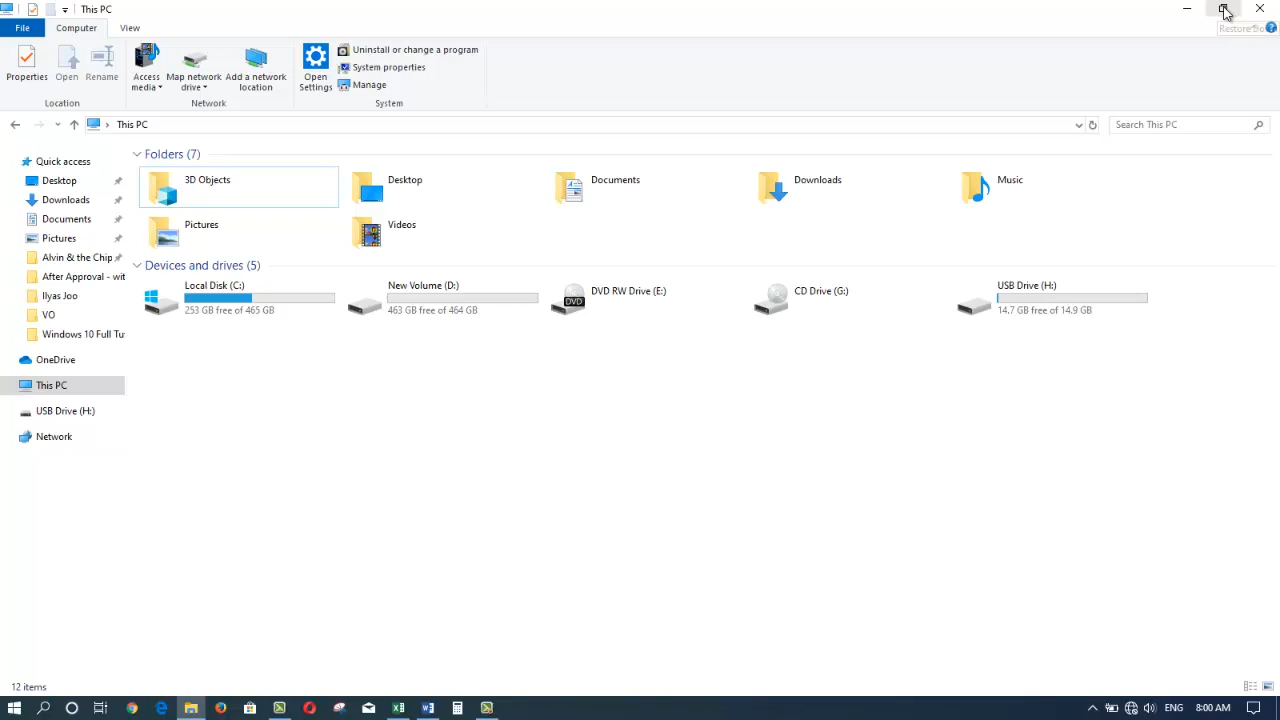 This PC
File
Computer
View
Properties
Open
Rename
Access media
Map network drive
Add a network location
Open Settings
Uninstall or change a program
System properties
Manage
Location
Network
System
This PC
Search This PC
Quick access
Desktop
Downloads
Documents
Pictures
Alvin & the Chip
After Approval - wit
Ilyas Joo
VO
Windows 10 Full Tu
OneDrive
This PC
USB Drive (H:)
Network
Folders (7)
3D Objects
Desktop
Documents
Downloads
Music
Pictures
Videos
Devices and drives (5)
Local Disk (C:)
253 GB free of 465 GB
New Volume (D:)
463 GB free of 464 GB
DVD RW Drive (E:)
DVD
CD Drive (G:)
USB Drive (H:)
14.7 GB free of 14.9 GB
12 items
ENG
8:00 AM